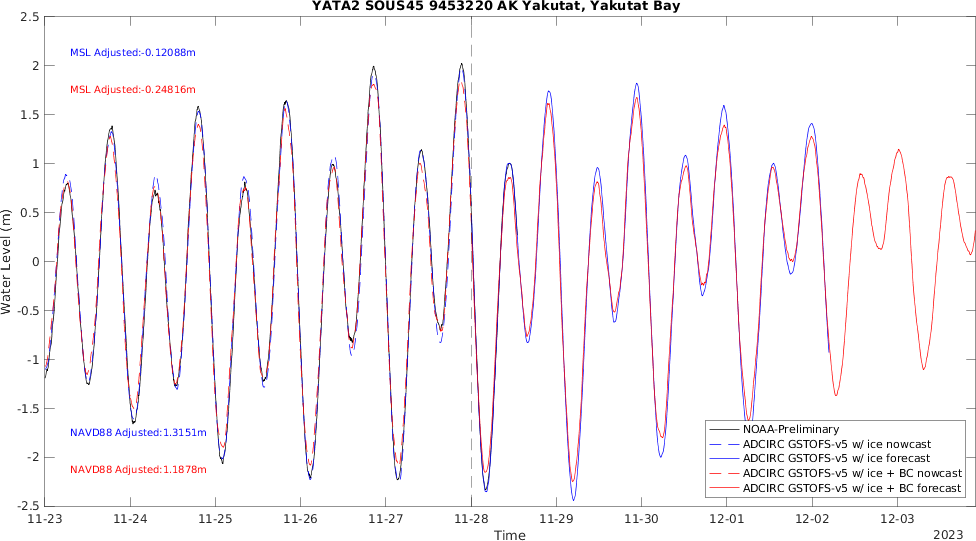 YATA2 SOUS45 9453220 AK Yakutat, Yakutat Bay
2.5
2
1.5
1
0.5
0
-0.5
-1
-1.5
-2
-2.5
Water Level (m)
MSL Adjusted:-0.12088m
MSL Adjusted:-0.24816m
NAVD88 Adjusted:1.3151m
NAVD88 Adjusted:1.1878m
NOAA-Preliminary
ADCIRC GSTOFS-v5 w/ ice nowcast
ADCIRC GSTOFS-v5 w/ ice forecast
ADCIRC GSTOFS-v5 w/ ice + BC nowcast
ADCIRC GSTOFS-v5 w/ ice + BC forecast
11-23 11-24 11-25 11-26 11-27 11-28 11-29 11-30 12-01 12-02 12-03
Time
2023